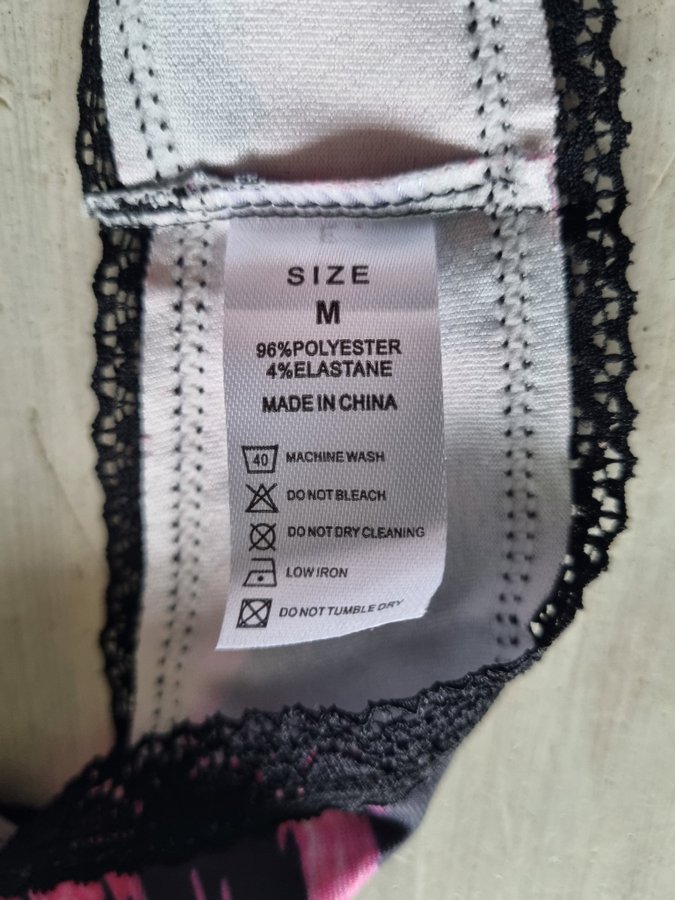 SIZE
M
96%POLYESTER
4%ELASTANE
MADE IN CHINA
40 MACHINE WASH
DO NOT BLEACH
DO NOT DRY CLEANING
LOW IRON
DO NOT TUMBLE DRY